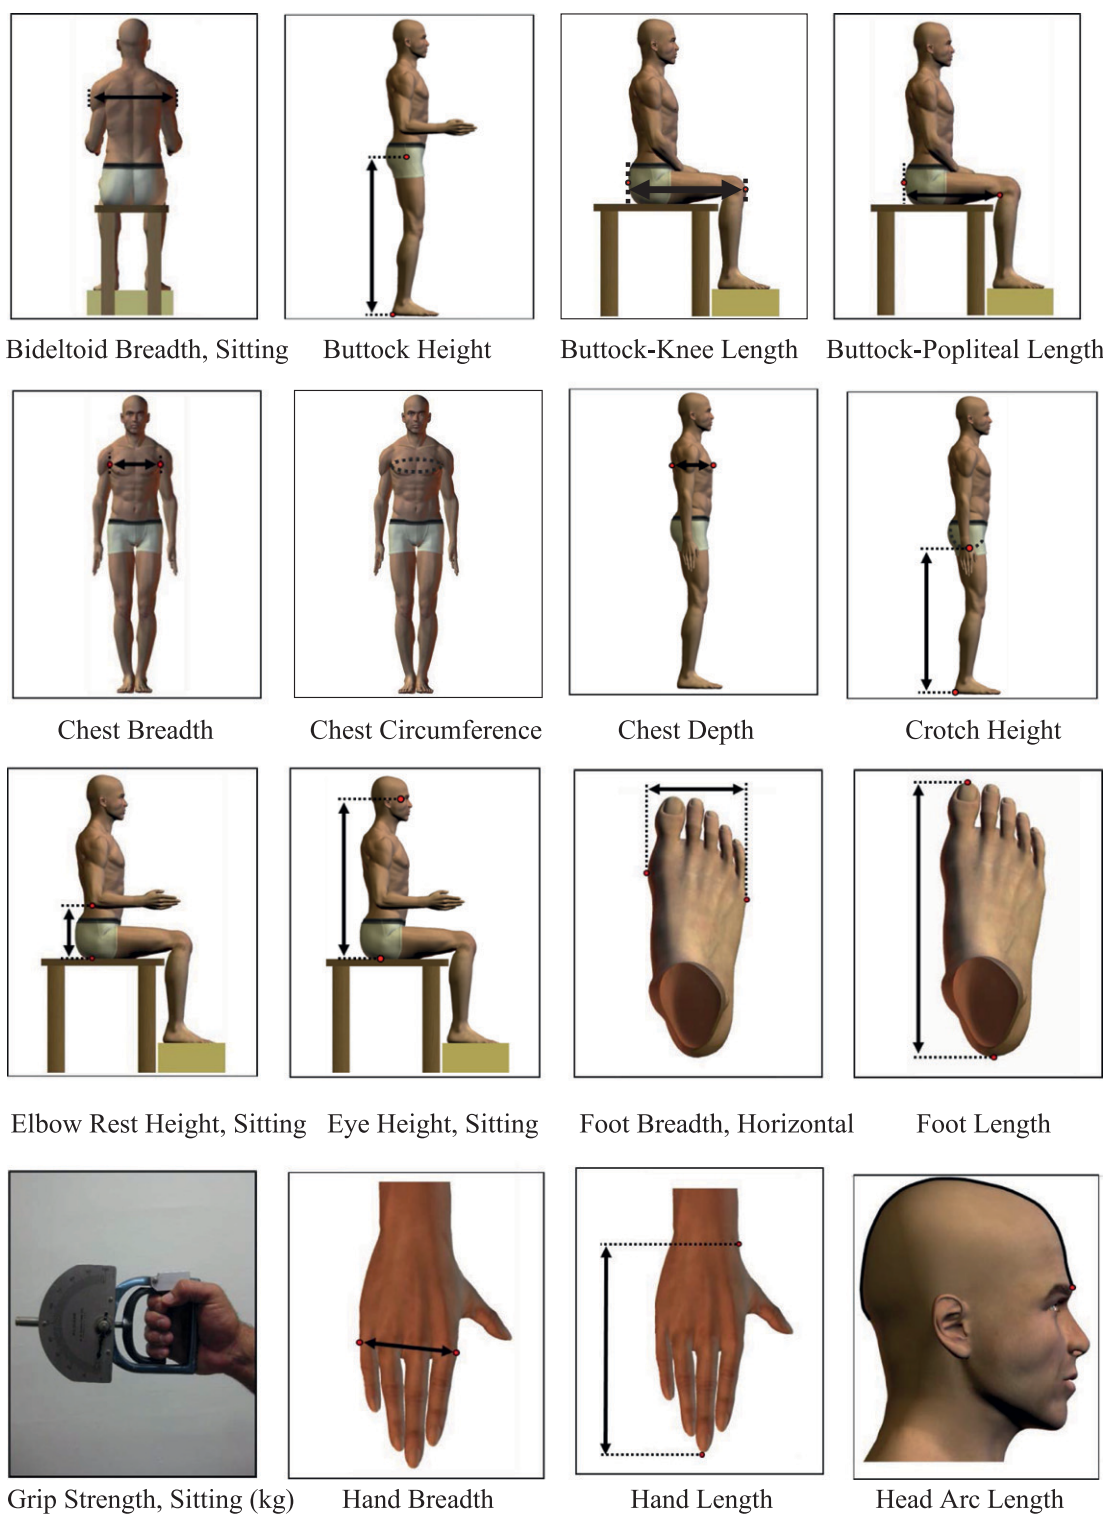 Bideltoid Breadth, Sitting
Buttock Height
Buttock-Knee Length
Buttock-Popliteal Length
Chest Breadth
Chest Circumference
Chest Depth
Crotch Height
Elbow Rest Height, Sitting
Eye Height, Sitting
Foot Breadth, Horizontal
Foot Length
Grip Strength, Sitting (kg)
Hand Breadth
Hand Length
Head Arc Length